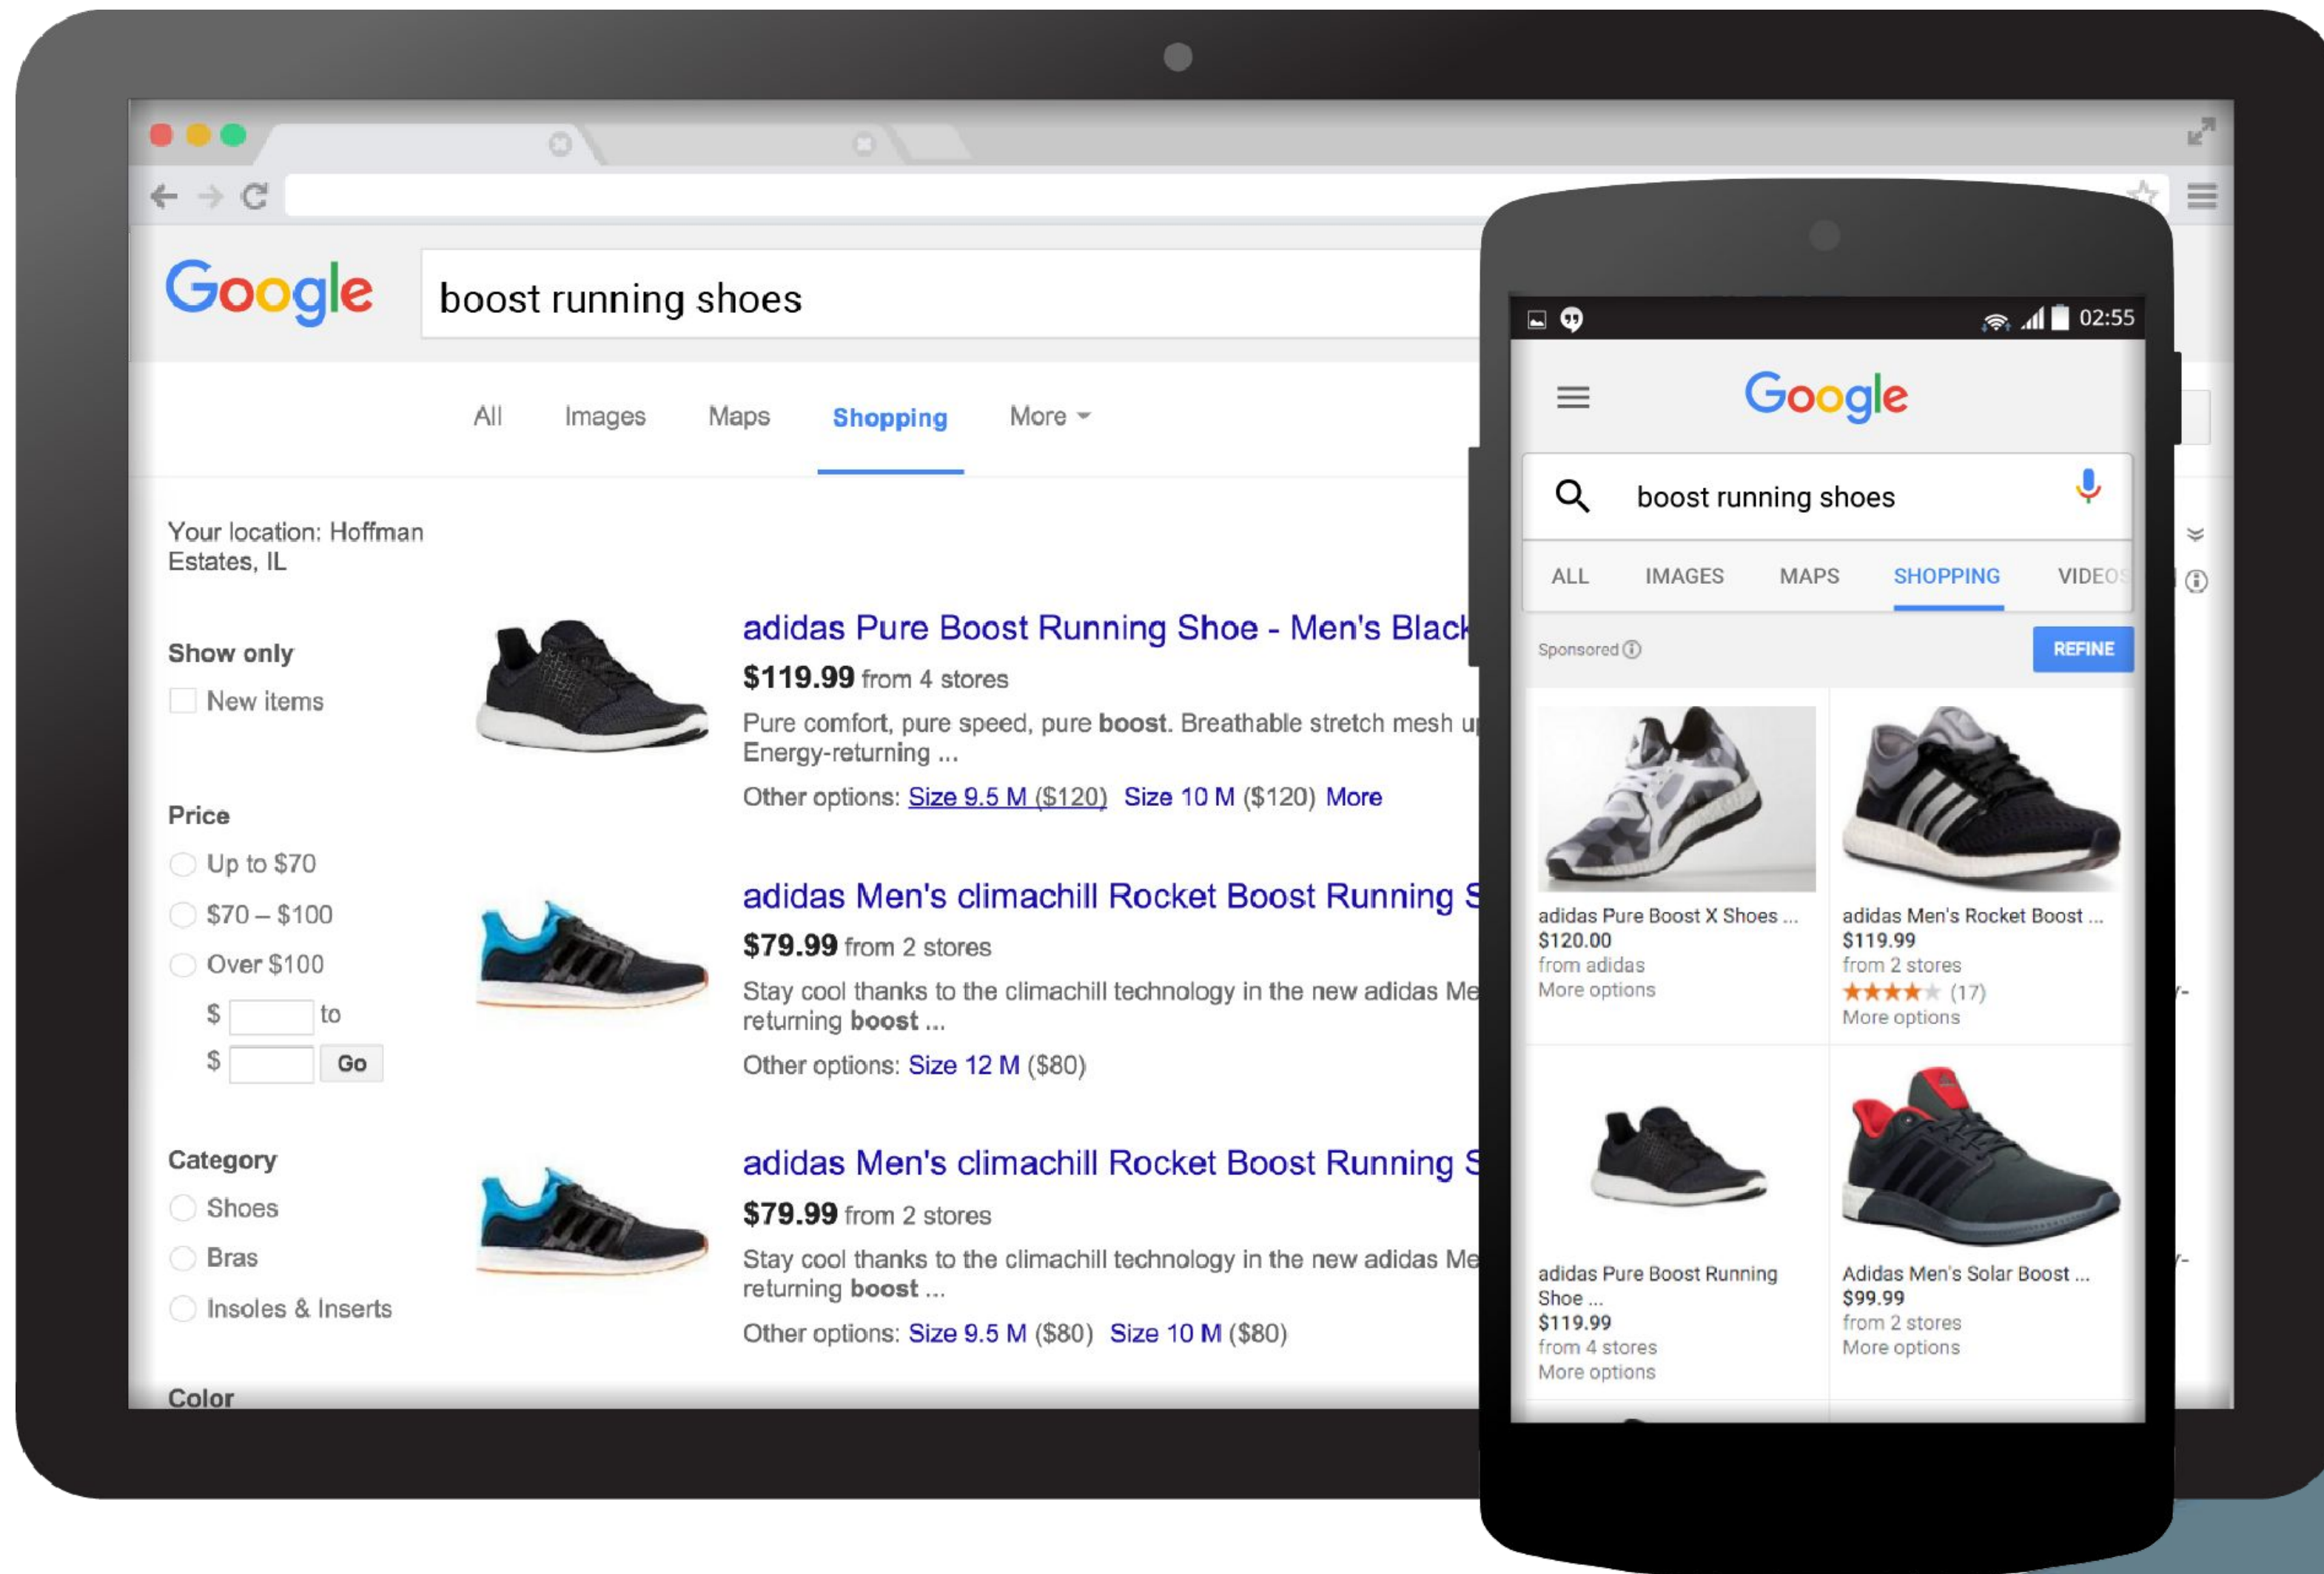 Google
boost running shoes
All Images Maps Shopping More
Your location: Hoffman
Estates, IL
Show only
New items
Price
Up to $70
$70 – $100
Over $100
$ to
$ Go
Category
Shoes
Bras
Insoles & Inserts
Color
adidas Pure Boost Running Shoe - Men's Black
$119.99 from 4 stores
Pure comfort, pure speed, pure boost. Breathable stretch mesh
Energy-returning ...
Other options: Size 9.5 M ($120) Size 10 M ($120) More
adidas Men's climachill Rocket Boost Running
$79.99 from 2 stores
Stay cool thanks to the climachill technology in the new adidas
returning boost ...
Other options: Size 12 M ($80)
adidas Men's climachill Rocket Boost Running
$79.99 from 2 stores
Stay cool thanks to the climachill technology in the new adidas
returning boost ...
Other options: Size 9.5 M ($80) Size 10 M ($80)
02:55
Google
boost running shoes
ALL IMAGES MAPS SHOPPING VIDEOS
Sponsored
REFINE
adidas Pure Boost X Shoes ...
$120.00
from adidas
More options
adidas Men's Rocket Boost ...
$119.99
from 2 stores
(17)
More options
adidas Pure Boost Running
Shoe ...
$119.99
from 4 stores
More options
Adidas Men's Solar Boost ...
$99.99
from 2 stores
More options